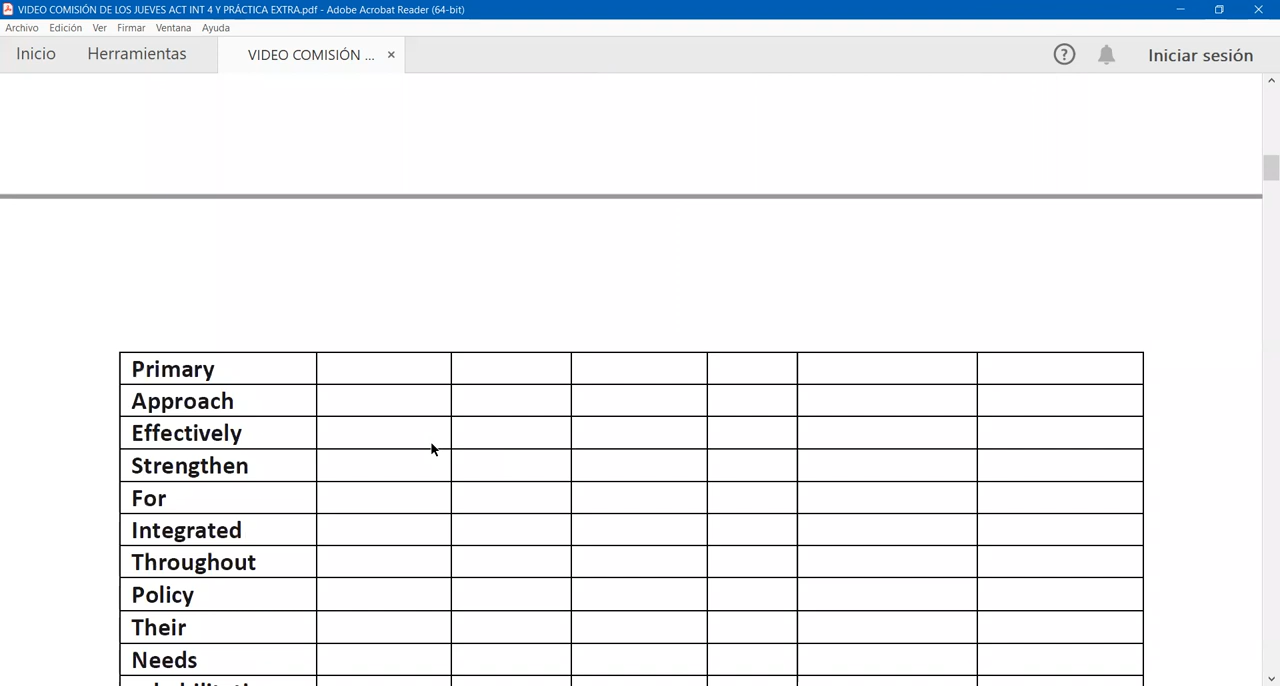 VIDEO COMISIÓN DE LOS JUEVES ACT INT 4 Y PRÁCTICA EXTRA.pdf - Adobe Acrobat Reader (64-bit)
Archivo Edición Ver Firmar Ventana Ayuda
Inicio Herramientas VIDEO COMISIÓN ... × Iniciar sesión
Primary
Approach
Effectively
Strengthen
For
Integrated
Throughout
Policy
Their
Needs